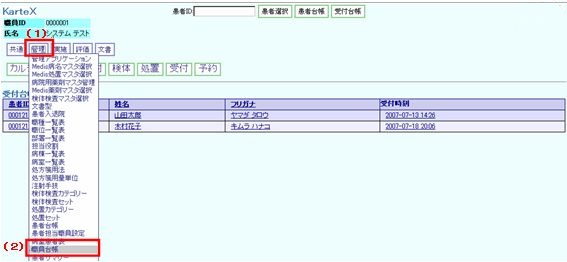 KarteX
患者ID 患者選択 患者台帳 受付台帳
職員ID 0000001
氏名 システム テスト
(1)
共通 管理 実施 評価 文書
カル 付 検体 処置 受付 予約
管理アプリケーション
Medis病名マスタ選択
Medis処置マスタ選択
病院用薬剤マスタ管理
Medis薬剤マスタ選択
検体検査マスタ選択
文書型
患者入退院
職種一覧表
職位一覧表
部署一覧表
担当役割
病棟一覧表
病室一覧表
処方箋用法
処方箋用量単位
注射手技
検体検査カテゴリー
検体検査セット
処置カテゴリー
処置セット
患者台帳
患者担当職員設定
病室患者表
(2) 職員台帳
患者サマリー
受付台
患者ID 姓名 フリガナ 受付時刻
000121 山田太郎 ヤマダ タロウ 2007-07-13 14:26
000121 木村花子 キムラ ハナコ 2007-07-18 20:06